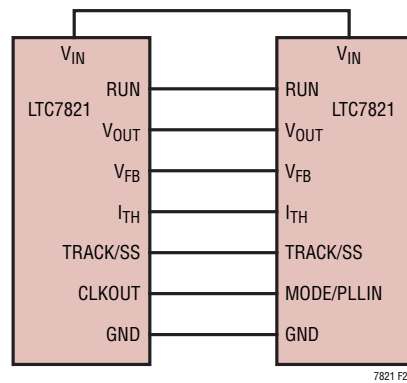 VIN VIN
RUN RUN
LTC7821 LTC7821
VOUT VOUT
VFB VFB
ITH ITH
TRACK/SS TRACK/SS
CLKOUT MODE/PLLIN
GND GND
7821 F2